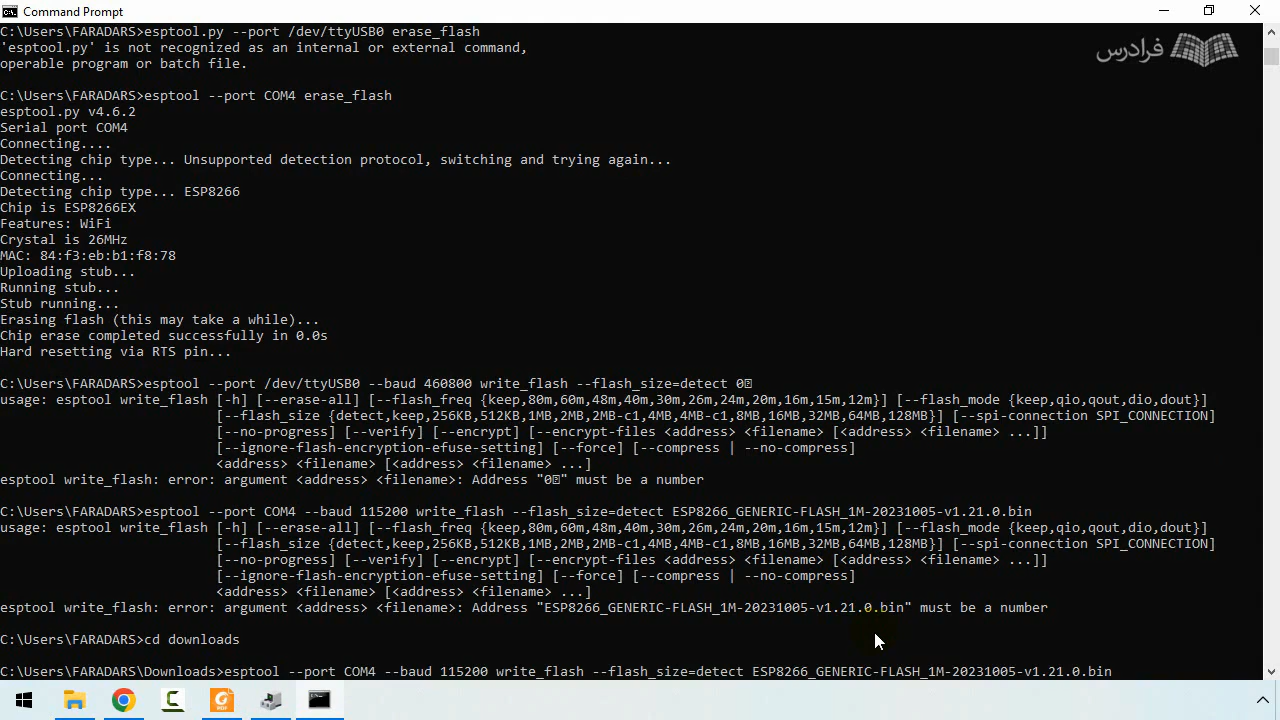 Command Prompt
C:\Users\FARADARS>esptool.py --port /dev/ttyUSB0 erase_flash
'esptool.py' is not recognized as an internal or external command,
operable program or batch file.
فرادرس
C:\Users\FARADARS>esptool --port COM4 erase_flash
esptool.py v4.6.2
Serial port COM4
Connecting....
Detecting chip type... Unsupported detection protocol, switching and trying again...
Connecting...
Detecting chip type... ESP8266
Chip is ESP8266EX
Features: WiFi
Crystal is 26MHz
MAC: 84:f3:eb:b1:f8:78
Uploading stub...
Running stub...
Stub running...
Erasing flash (this may take a while)...
Chip erase completed successfully in 0.0s
Hard resetting via RTS pin...
C:\Users\FARADARS>esptool --port /dev/ttyUSB0 --baud 460800 write_flash --flash_size=detect 0
usage: esptool write_flash [-h] [--erase-all] [--flash_freq {keep,80m,60m,48m,40m,30m,26m,24m,20m,16m,15m,12m}] [--flash_mode {keep,qio,qout,dio,dout}]
[--flash_size {detect,keep,256KB,512KB,1MB,2MB,2MB-c1,4MB,4MB-c1,8MB,16MB,32MB,64MB,128MB}] [--spi-connection SPI_CONNECTION]
[--no-progress] [--verify] [--encrypt] [--encrypt-files <address> <filename> [<address> <filename> ...]]
[--ignore-flash-encryption-efuse-setting] [--force] [--compress | --no-compress]
<address> <filename> [<address> <filename> ...]
esptool write_flash: error: argument <address> <filename>: Address "0" must be a number
C:\Users\FARADARS>esptool --port COM4 --baud 115200 write_flash --flash_size=detect ESP8266_GENERIC-FLASH_1M-20231005-v1.21.0.bin
usage: esptool write_flash [-h] [--erase-all] [--flash_freq {keep,80m,60m,48m,40m,30m,26m,24m,20m,16m,15m,12m}] [--flash_mode {keep,qio,qout,dio,dout}]
[--flash_size {detect,keep,256KB,512KB,1MB,2MB,2MB-c1,4MB,4MB-c1,8MB,16MB,32MB,64MB,128MB}] [--spi-connection SPI_CONNECTION]
[--no-progress] [--verify] [--encrypt] [--encrypt-files <address> <filename> [<address> <filename> ...]]
[--ignore-flash-encryption-efuse-setting] [--force] [--compress | --no-compress]
<address> <filename> [<address> <filename> ...]
esptool write_flash: error: argument <address> <filename>: Address "ESP8266_GENERIC-FLASH_1M-20231005-v1.21.0.bin" must be a number
C:\Users\FARADARS>cd downloads
C:\Users\FARADARS\Downloads>esptool --port COM4 --baud 115200 write_flash --flash_size=detect ESP8266_GENERIC-FLASH_1M-20231005-v1.21.0.bin